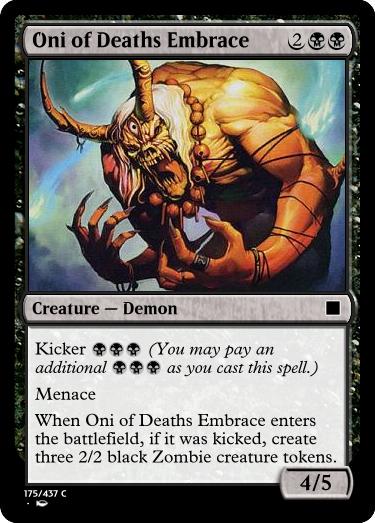 Oni of Deaths Embrace 2
Creature — Demon
Kicker (You may pay an
additional as you cast this spell.)
Menace
When Oni of Deaths Embrace enters
the battlefield, if it was kicked, create
three 2/2 black Zombie creature tokens.
4/5
175/437 C